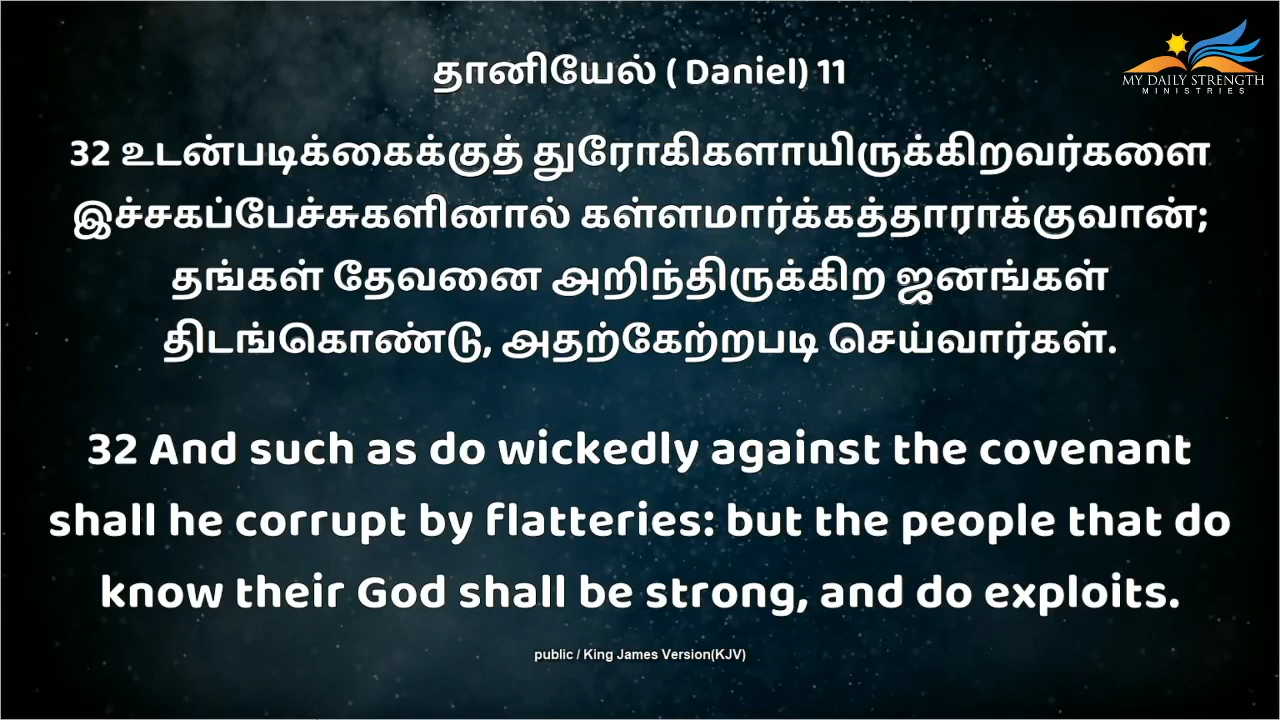 தானியேல் ( Daniel) 11
MY DAILY STRENGTH
MINISTRIES
32 உடன்படிக்கைக்குத் துரோகிகளாயிருக்கிறவர்களை
இச்சகப்பேச்சுகளினால் கள்ளமார்க்கத்தாராக்குவான்;
தங்கள் தேவனை அறிந்திருக்கிற ஜனங்கள்
திடங்கொண்டு, அதற்கேற்றபடி செய்வார்கள்.
32 And such as do wickedly against the covenant
shall he corrupt by flatteries: but the people that do
know their God shall be strong, and do exploits.
public / King James Version(KJV)